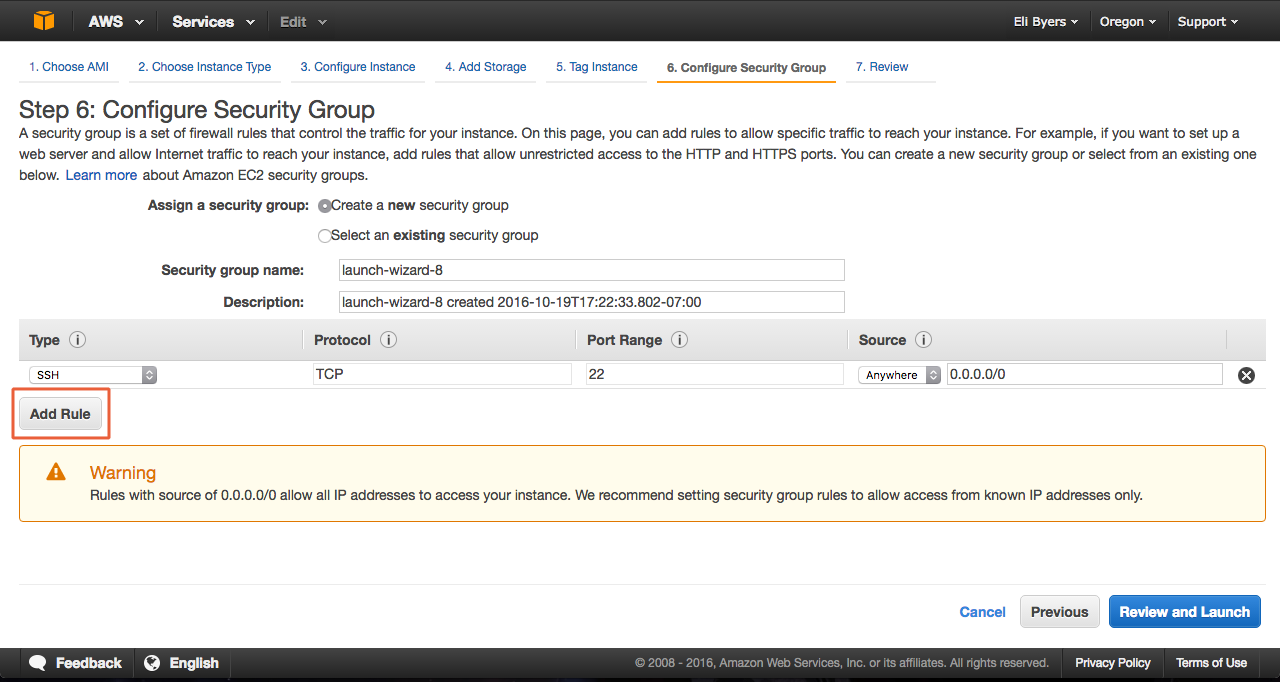 AWS Services Edit Eli Byers Oregon Support
1. Choose AMI 2. Choose Instance Type 3. Configure Instance 4. Add Storage 5. Tag Instance 6. Configure Security Group 7. Review
Step 6: Configure Security Group
A security group is a set of firewall rules that control the traffic for your instance. On this page, you can add rules to allow specific traffic to reach your instance. For example, if you want to set up a
web server and allow Internet traffic to reach your instance, add rules that allow unrestricted access to the HTTP and HTTPS ports. You can create a new security group or select from an existing one
below. Learn more about Amazon EC2 security groups.
Assign a security group: Create a new security group
Select an existing security group
Security group name: launch-wizard-8
Description: launch-wizard-8 created 2016-10-19T17:22:33.802-07:00
Type i Protocol i Port Range i Source i
SSH TCP 22 Anywhere 0.0.0.0/0
Add Rule
Warning
Rules with source of 0.0.0.0/0 allow all IP addresses to access your instance. We recommend setting security group rules to allow access from known IP addresses only.
Cancel Previous Review and Launch
Feedback English © 2008 - 2016, Amazon Web Services, Inc. or its affiliates. All rights reserved. Privacy Policy Terms of Use